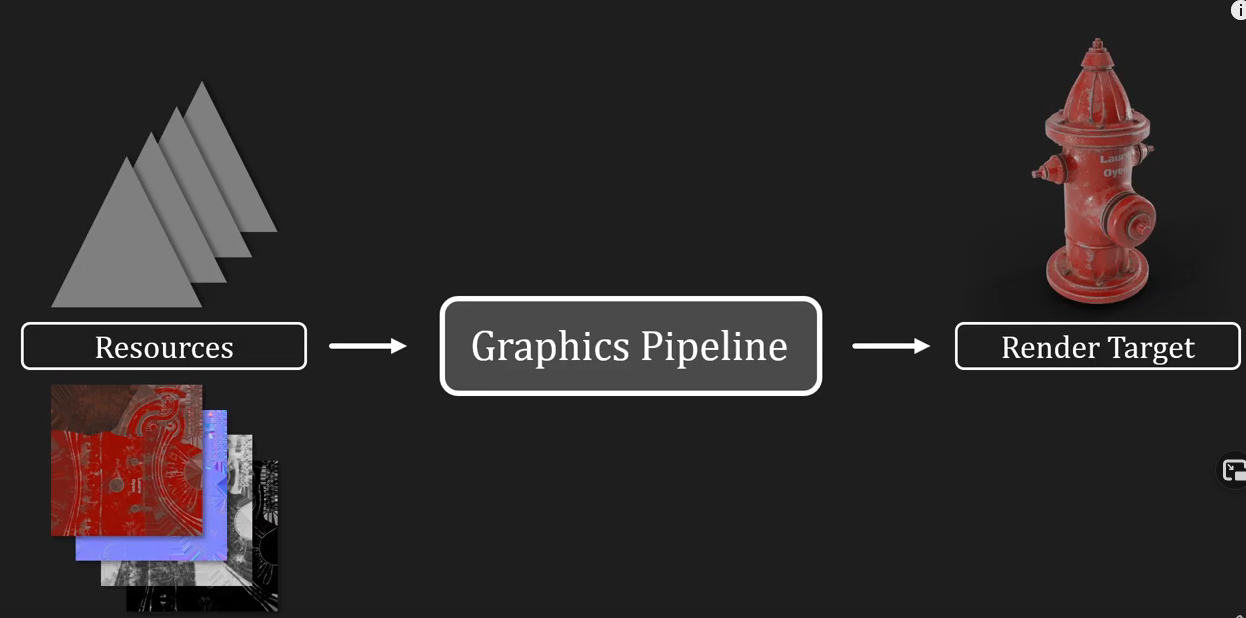 Resources
Graphics Pipeline
Render Target